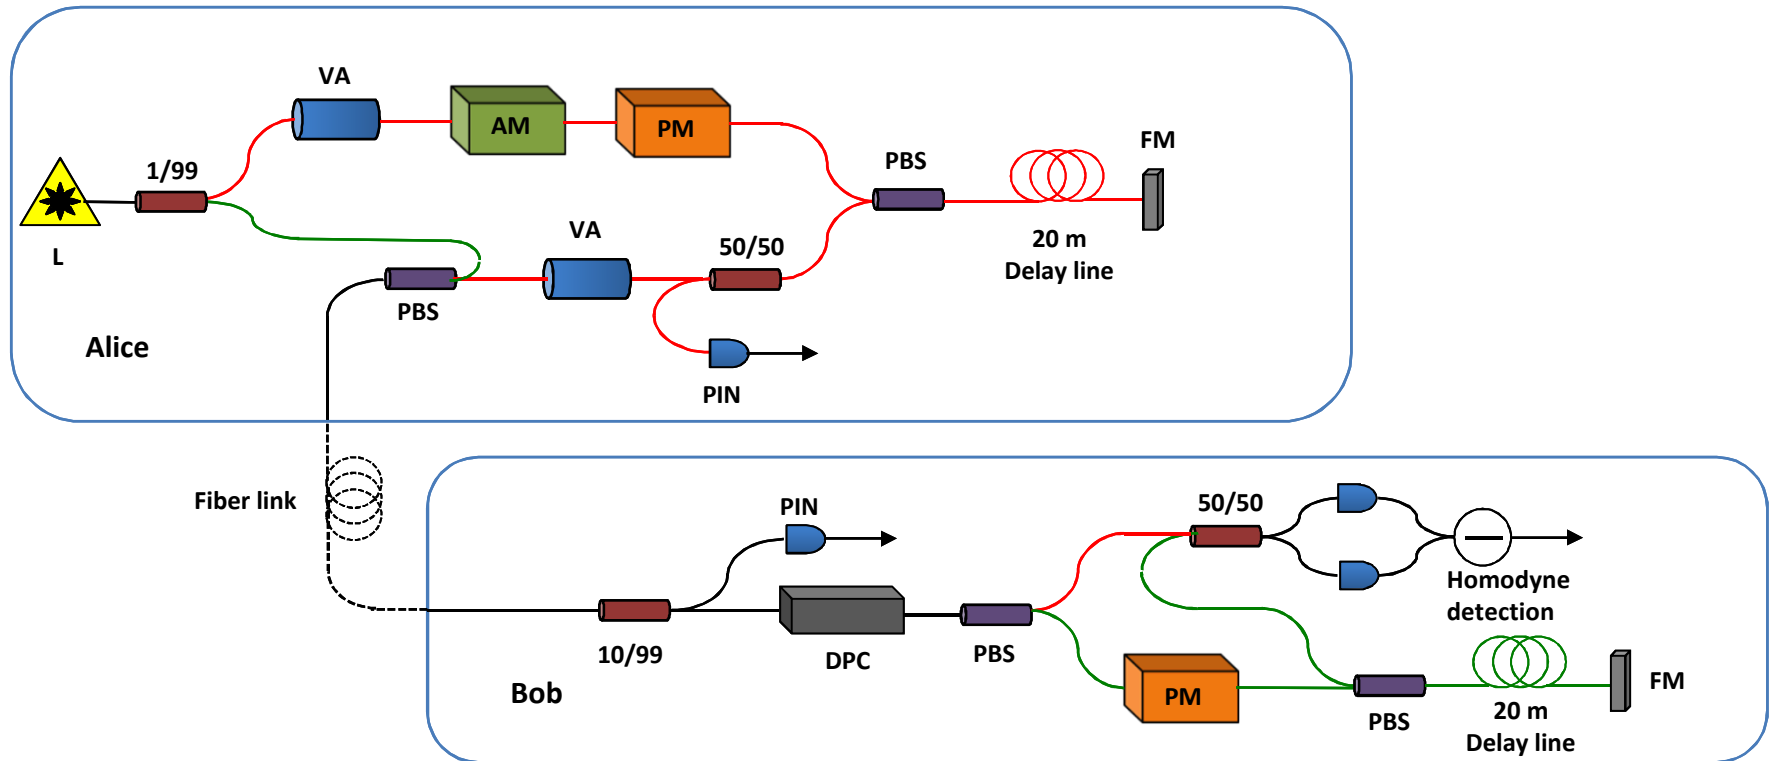 VA
AM
PM
1/99
L
PBS
FM
20 m
Delay line
VA
50/50
PBS
PIN
Alice
Fiber link
Bob
10/99
PIN
DPC
PBS
50/50
Homodyne
detection
PM
PBS
20 m
Delay line
FM